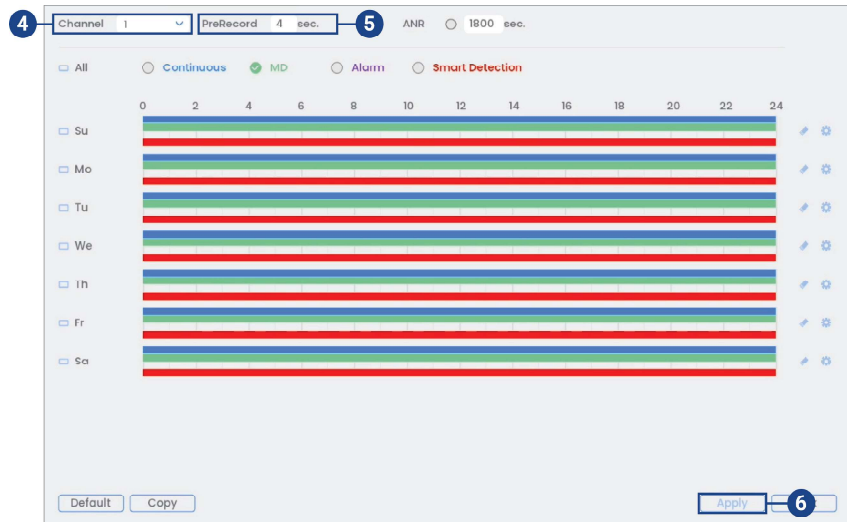 4 Channel 1 PreRecord 4 sec. 5 ANR 1800 sec.
All Continuous MD Alarm Smart Detection
0 2 4 6 8 10 12 14 16 18 20 22 24
Su
Mo
Tu
We
Th
Fr
Sa
Default Copy Apply 6